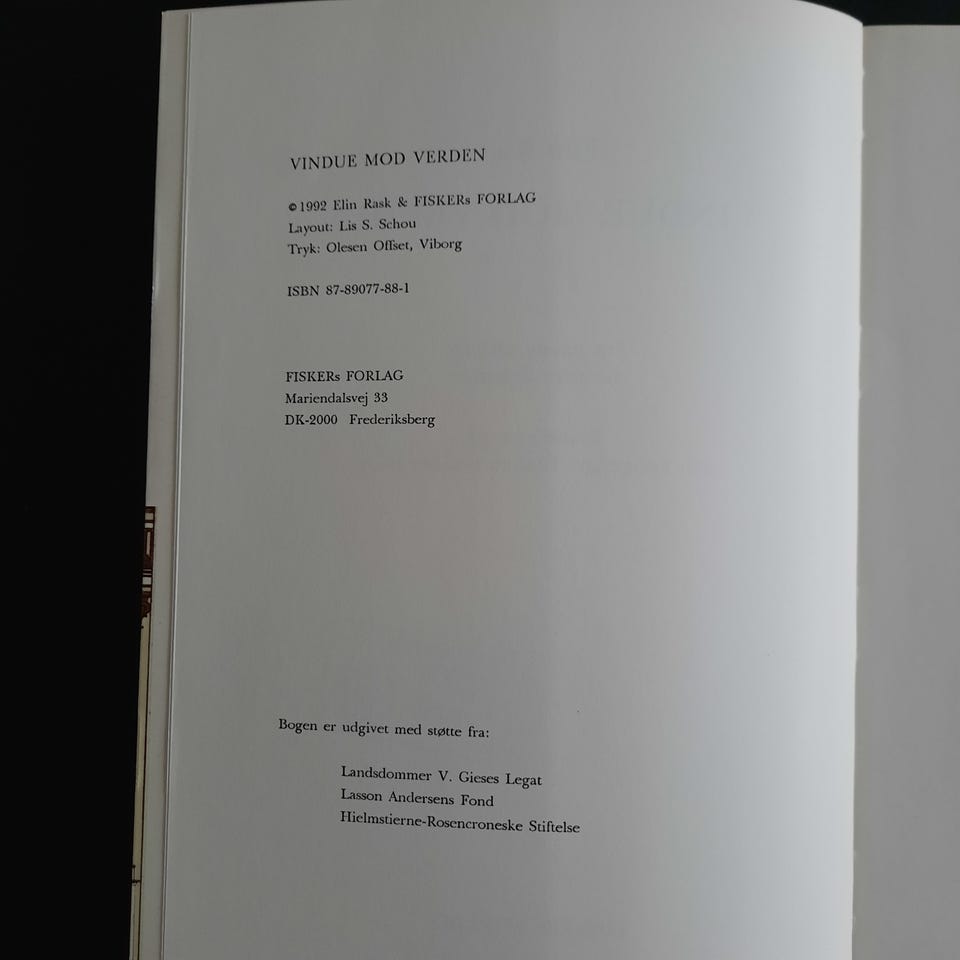 VINDUE MOD VERDEN
©1992 Elin Rask & FISKERs FORLAG
Layout: Lis S. Schou
Tryk: Olesen Offset, Viborg
ISBN 87-89077-88-1
FISKERs FORLAG
Mariendalsvej 33
DK-2000 Frederiksberg
Bogen er udgivet med støtte fra:
Landsdommer V. Gieses Legat
Lasson Andersens Fond
Hielmstierne-Rosencroneske Stiftelse